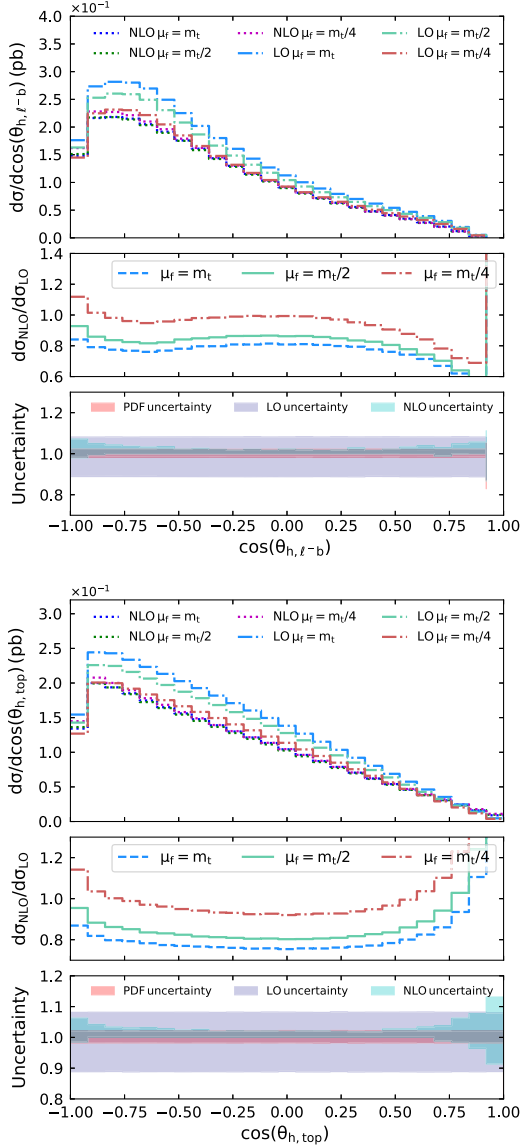 ×10⁻¹
3.5
3.0
2.5
2.0
1.5
1.0
0.5
0.0
dσ/dcos(θh, ℓ⁻b) (pb)
NLO μf = mt NLO μf = mt/4 LO μf = mt/2
NLO μf = mt/2 LO μf = mt LO μf = mt/4
1.4
1.2
1.0
0.8
dσNLO/dσLO
μf = mt μf = mt/2 μf = mt/4
1.2
1.0
0.8
Uncertainty
PDF uncertainty LO uncertainty NLO uncertainty
−1.00 −0.75 −0.50 −0.25 0.00 0.25 0.50 0.75 1.00
cos(θh, ℓ⁻b)
×10⁻¹
3.0
2.5
2.0
1.5
1.0
0.5
0.0
dσ/dcos(θh, top) (pb)
NLO μf = mt NLO μf = mt/4 LO μf = mt/2
NLO μf = mt/2 LO μf = mt LO μf = mt/4
1.2
1.0
0.8
dσNLO/dσLO
μf = mt μf = mt/2 μf = mt/4
1.2
1.1
1.0
0.9
0.8
Uncertainty
PDF uncertainty LO uncertainty NLO uncertainty
−1.00 −0.75 −0.50 −0.25 0.00 0.25 0.50 0.75 1.00
cos(θh, top)